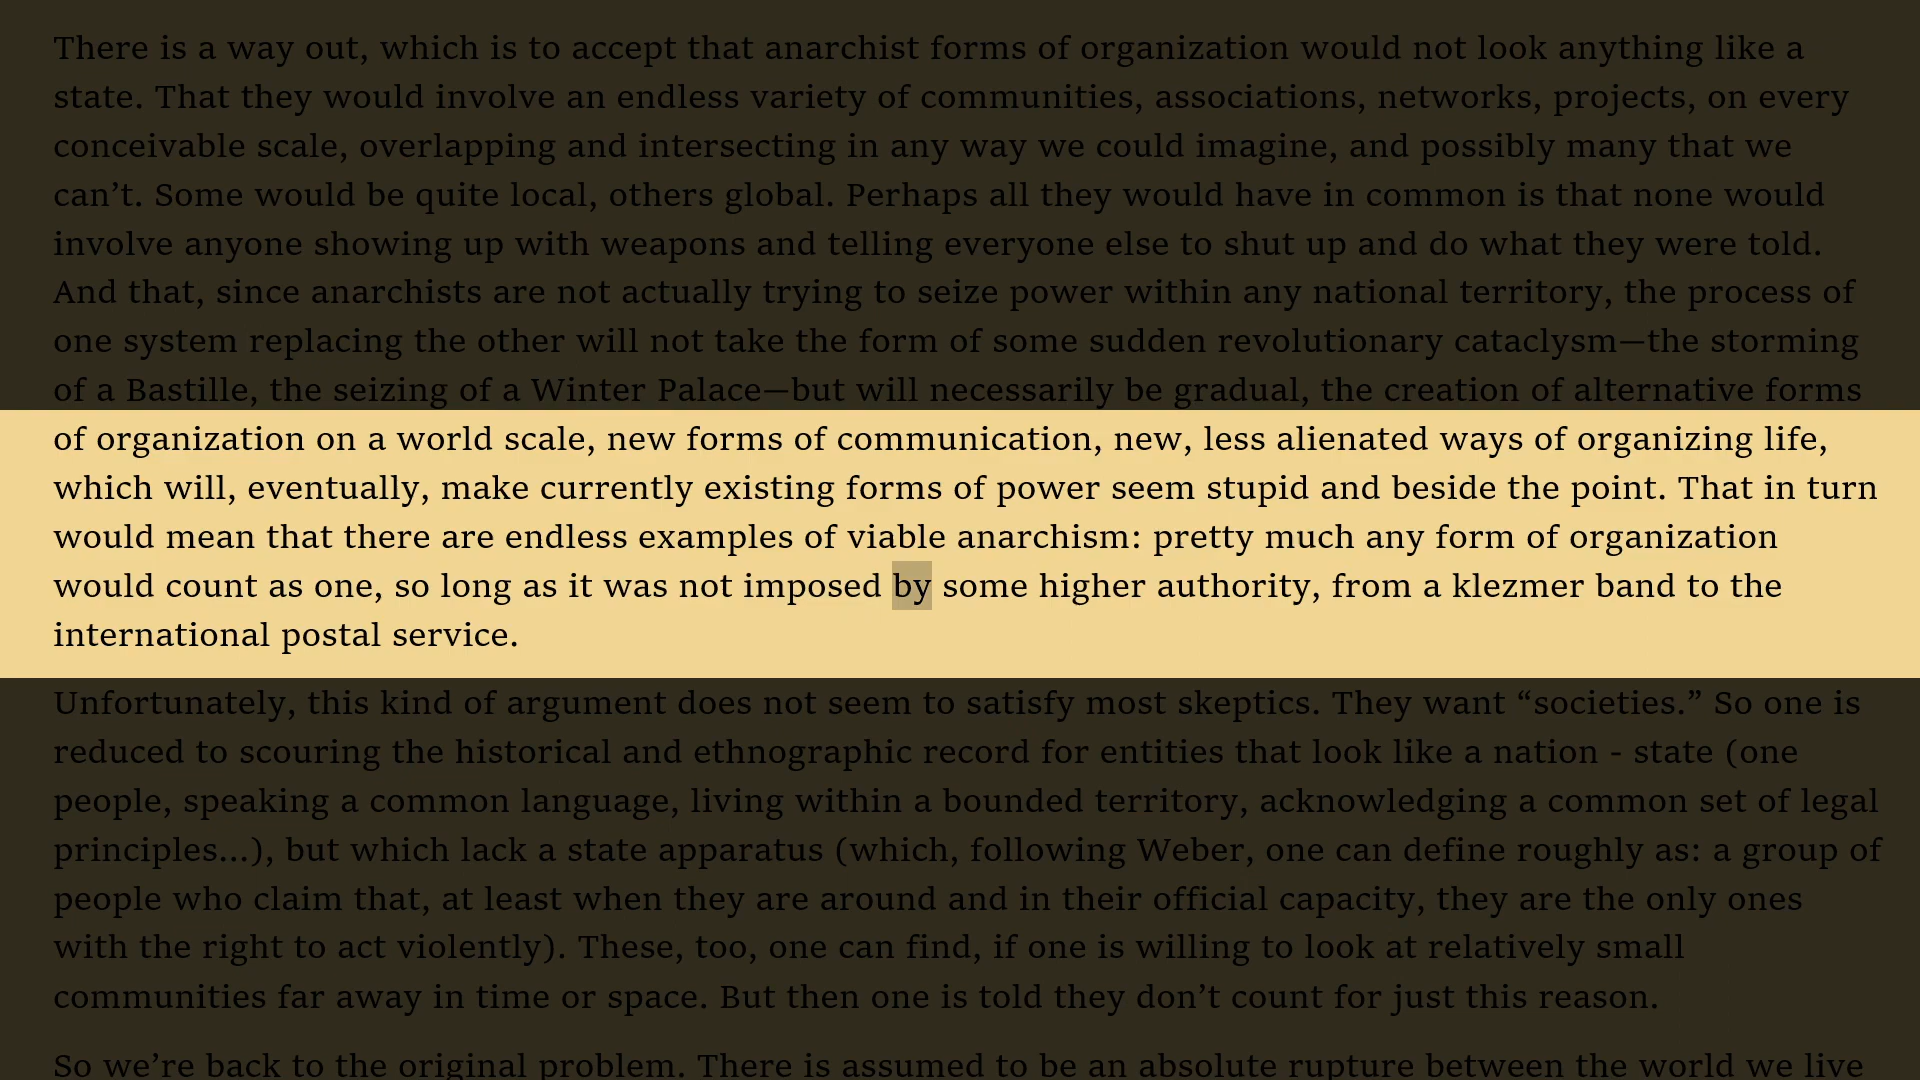 There is a way out, which is to accept that anarchist forms of organization would not look anything like a
state. That they would involve an endless variety of communities, associations, networks, projects, on every
conceivable scale, overlapping and intersecting in any way we could imagine, and possibly many that we
can’t. Some would be quite local, others global. Perhaps all they would have in common is that none would
involve anyone showing up with weapons and telling everyone else to shut up and do what they were told.
And that, since anarchists are not actually trying to seize power within any national territory, the process of
one system replacing the other will not take the form of some sudden revolutionary cataclysm—the storming
of a Bastille, the seizing of a Winter Palace—but will necessarily be gradual, the creation of alternative forms
of organization on a world scale, new forms of communication, new, less alienated ways of organizing life,
which will, eventually, make currently existing forms of power seem stupid and beside the point. That in turn
would mean that there are endless examples of viable anarchism: pretty much any form of organization
would count as one, so long as it was not imposed by some higher authority, from a klezmer band to the
international postal service.
Unfortunately, this kind of argument does not seem to satisfy most skeptics. They want “societies.” So one is
reduced to scouring the historical and ethnographic record for entities that look like a nation - state (one
people, speaking a common language, living within a bounded territory, acknowledging a common set of legal
principles...), but which lack a state apparatus (which, following Weber, one can define roughly as: a group of
people who claim that, at least when they are around and in their official capacity, they are the only ones
with the right to act violently). These, too, one can find, if one is willing to look at relatively small
communities far away in time or space. But then one is told they don’t count for just this reason.
So we’re back to the original problem. There is assumed to be an absolute rupture between the world we live